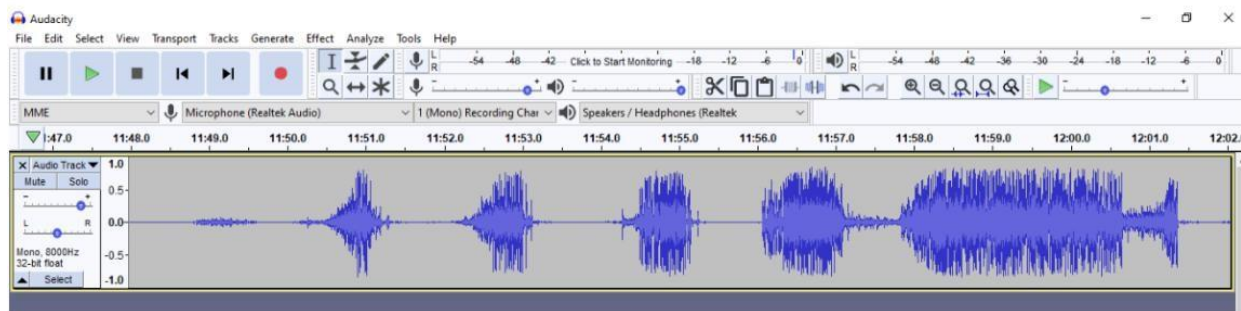 Audacity
File Edit Select View Transport Tracks Generate Effect Analyze Tools Help
L R -54 -48 -42 Click to Start Monitoring -18 -12 -6 0 L R -54 -48 -42 -36 -30 -24 -18 -12 -6 0
MME Microphone (Realtek Audio) 1 (Mono) Recording Char Speakers / Headphones (Realtek
:47.0 11:48.0 11:49.0 11:50.0 11:51.0 11:52.0 11:53.0 11:54.0 11:55.0 11:56.0 11:57.0 11:58.0 11:59.0 12:00.0 12:01.0 12:02.
X Audio Track 1.0
Mute Solo
- + 0.5
L R 0.0
Mono, 8000Hz -0.5
32-bit float
Select -1.0